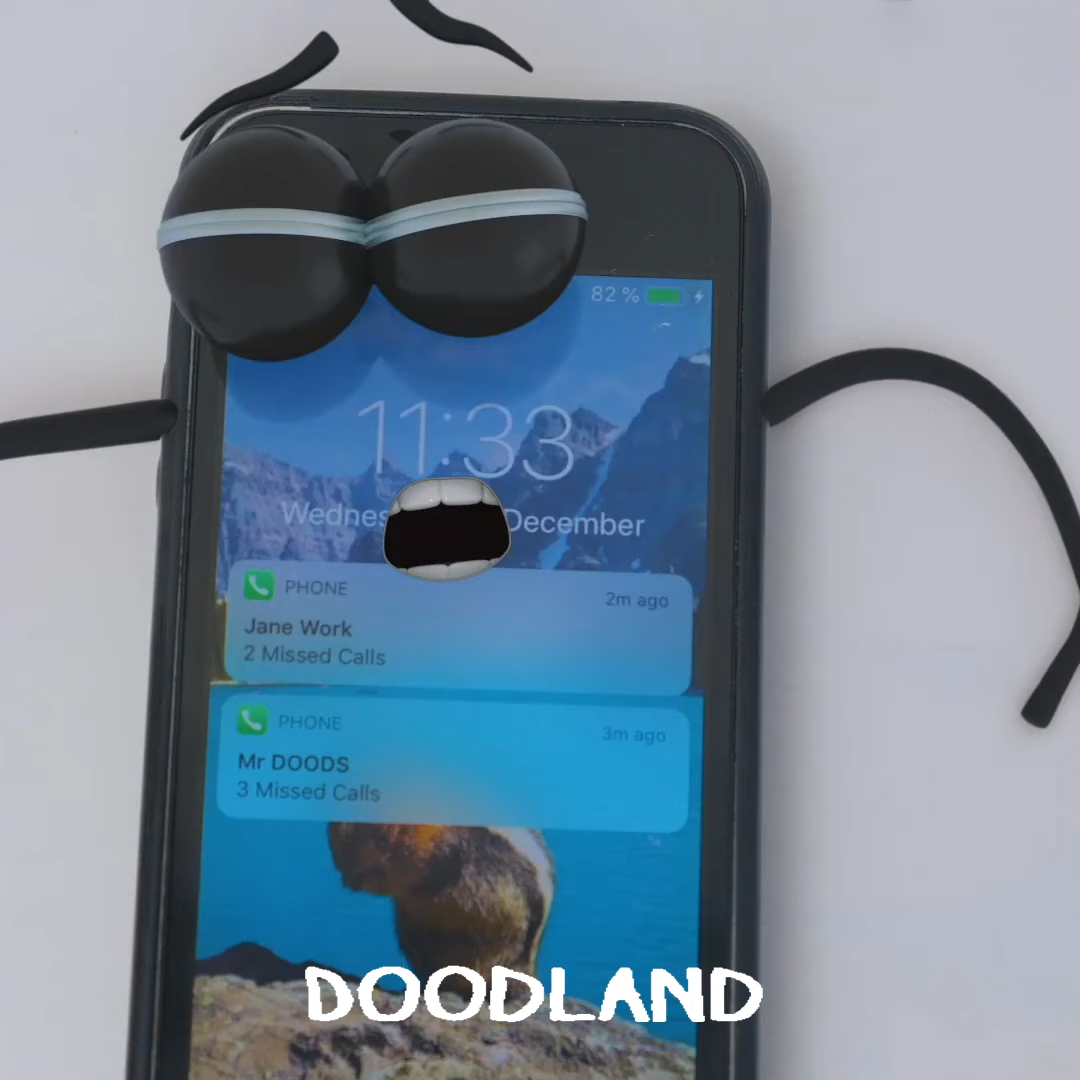 82 %
11:33
Wednes December
PHONE
2m ago
Jane Work
2 Missed Calls
PHONE
3m ago
Mr DOODS
3 Missed Calls
DOODLAND